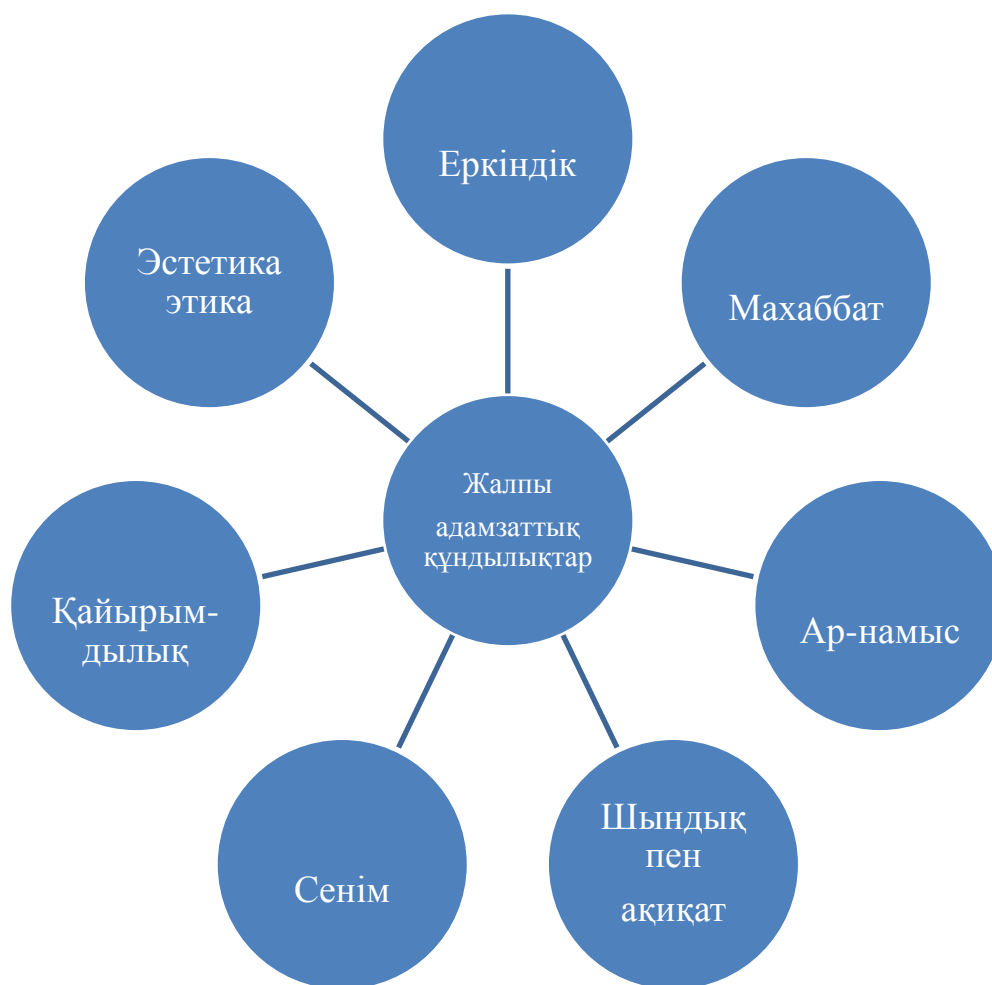 Еркіндік
Махаббат
Ар-намыс
Шындық
пен
ақиқат
Сенім
Қайырым-
дылық
Эстетика
этика
Жалпы
адамзаттық
құндылықтар